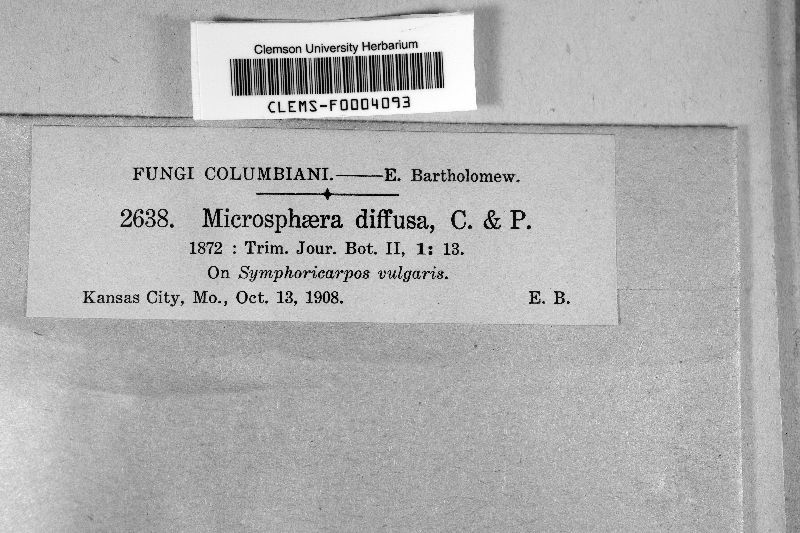 Clemson University Herbarium
CLEMS-F0004093
FUNGI COLUMBIANI.——E. Bartholomew.
2638. Microsphæra diffusa, C. & P.
1872 : Trim. Jour. Bot. II, 1: 13.
On Symphoricarpos vulgaris.
Kansas City, Mo., Oct. 13, 1908. E. B.